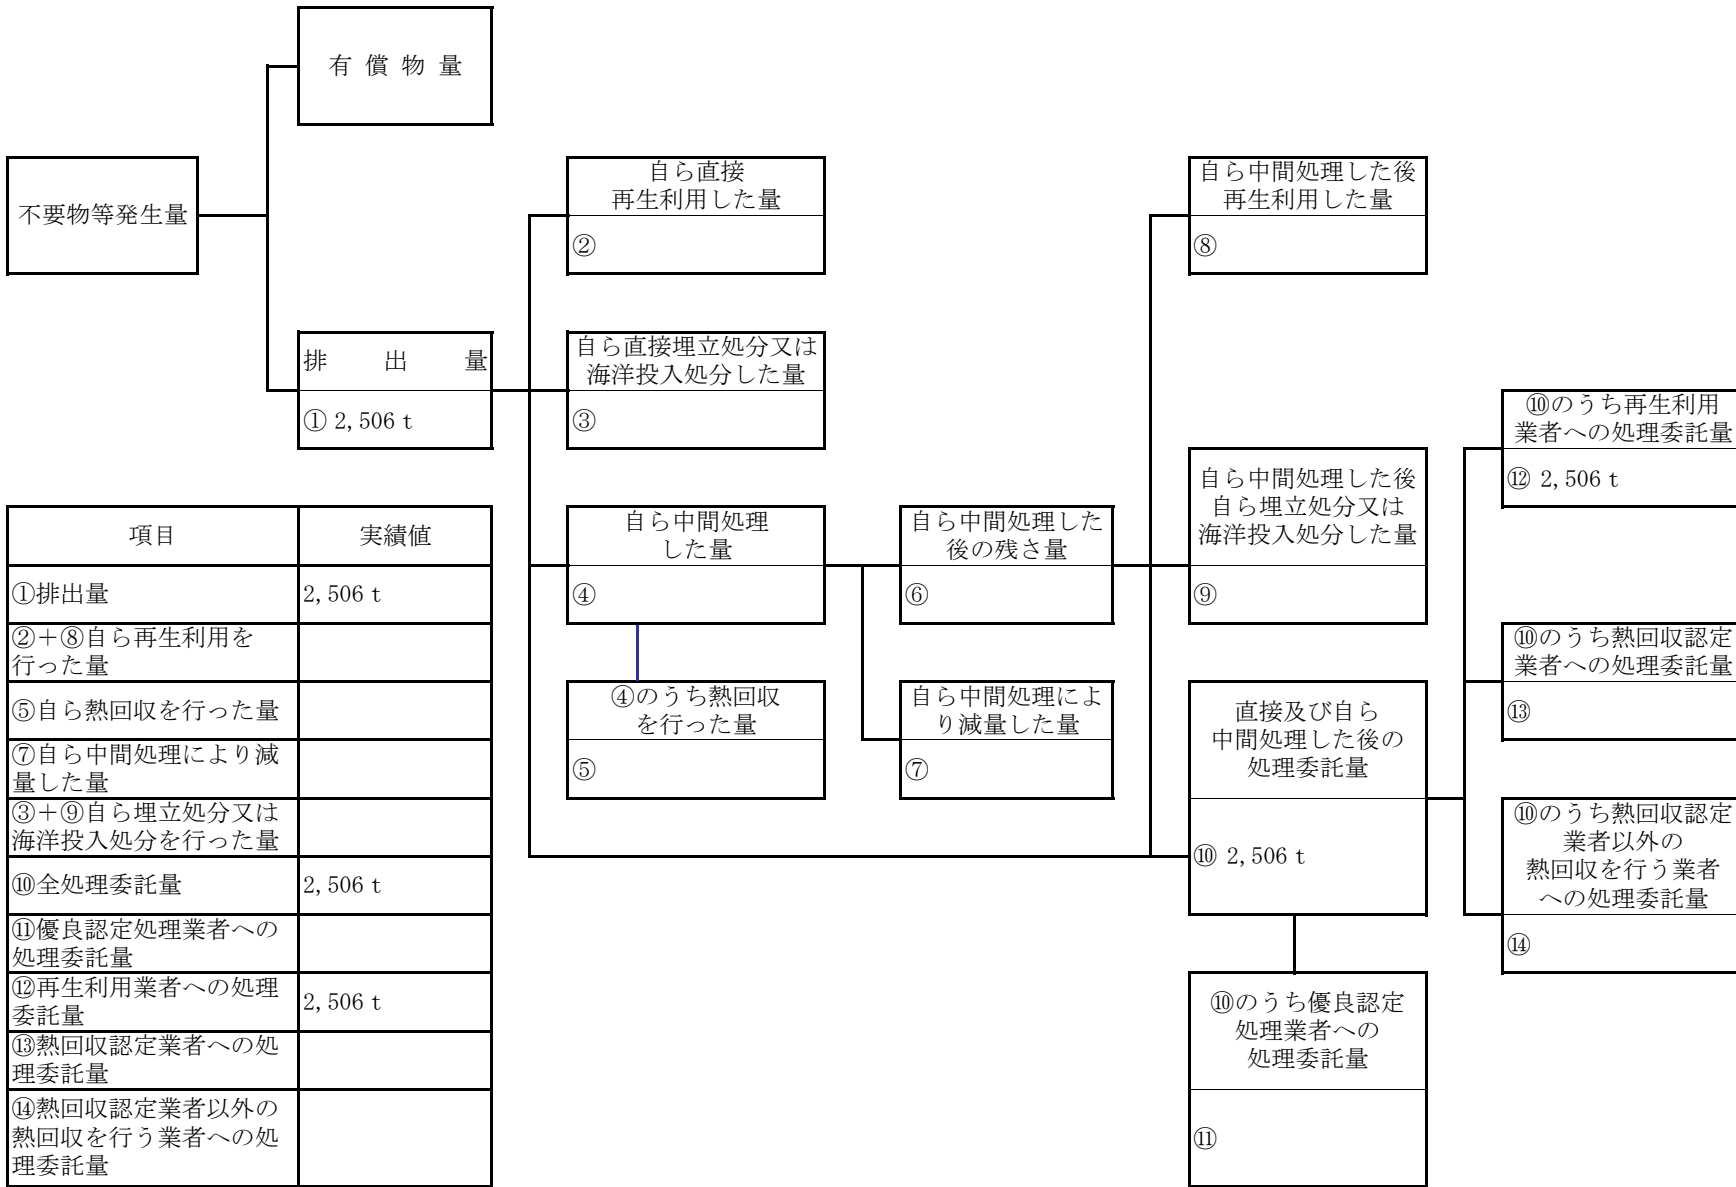 有 償 物 量
不要物等発生量
自ら直接
再生利用した量
②
自ら中間処理した後
再生利用した量
⑧
排 出 量
① 2,506 t
自ら直接埋立処分又は
海洋投入処分した量
③
⑩のうち再生利用
業者への処理委託量
⑫ 2,506 t
自ら中間処理
した量
④
自ら中間処理した
後の残さ量
⑥
自ら中間処理した後
自ら埋立処分又は
海洋投入処分した量
⑨
⑩のうち熱回収認定
業者への処理委託量
⑬
④のうち熱回収
を行った量
⑤
自ら中間処理によ
り減量した量
⑦
直接及び自ら
中間処理した後の
処理委託量
⑩ 2,506 t
⑩のうち熱回収認定
業者以外の
熱回収を行う業者
への処理委託量
⑭
⑩のうち優良認定
処理業者への
処理委託量
⑪
項目 実績値
①排出量 2,506 t
②+⑧自ら再生利用を
行った量
⑤自ら熱回収を行った量
⑦自ら中間処理により減
量した量
③+⑨自ら埋立処分又は
海洋投入処分を行った量
⑩全処理委託量 2,506 t
⑪優良認定処理業者への
処理委託量
⑫再生利用業者への処理
委託量 2,506 t
⑬熱回収認定業者への処
理委託量
⑭熱回収認定業者以外の
熱回収を行う業者への処
理委託量